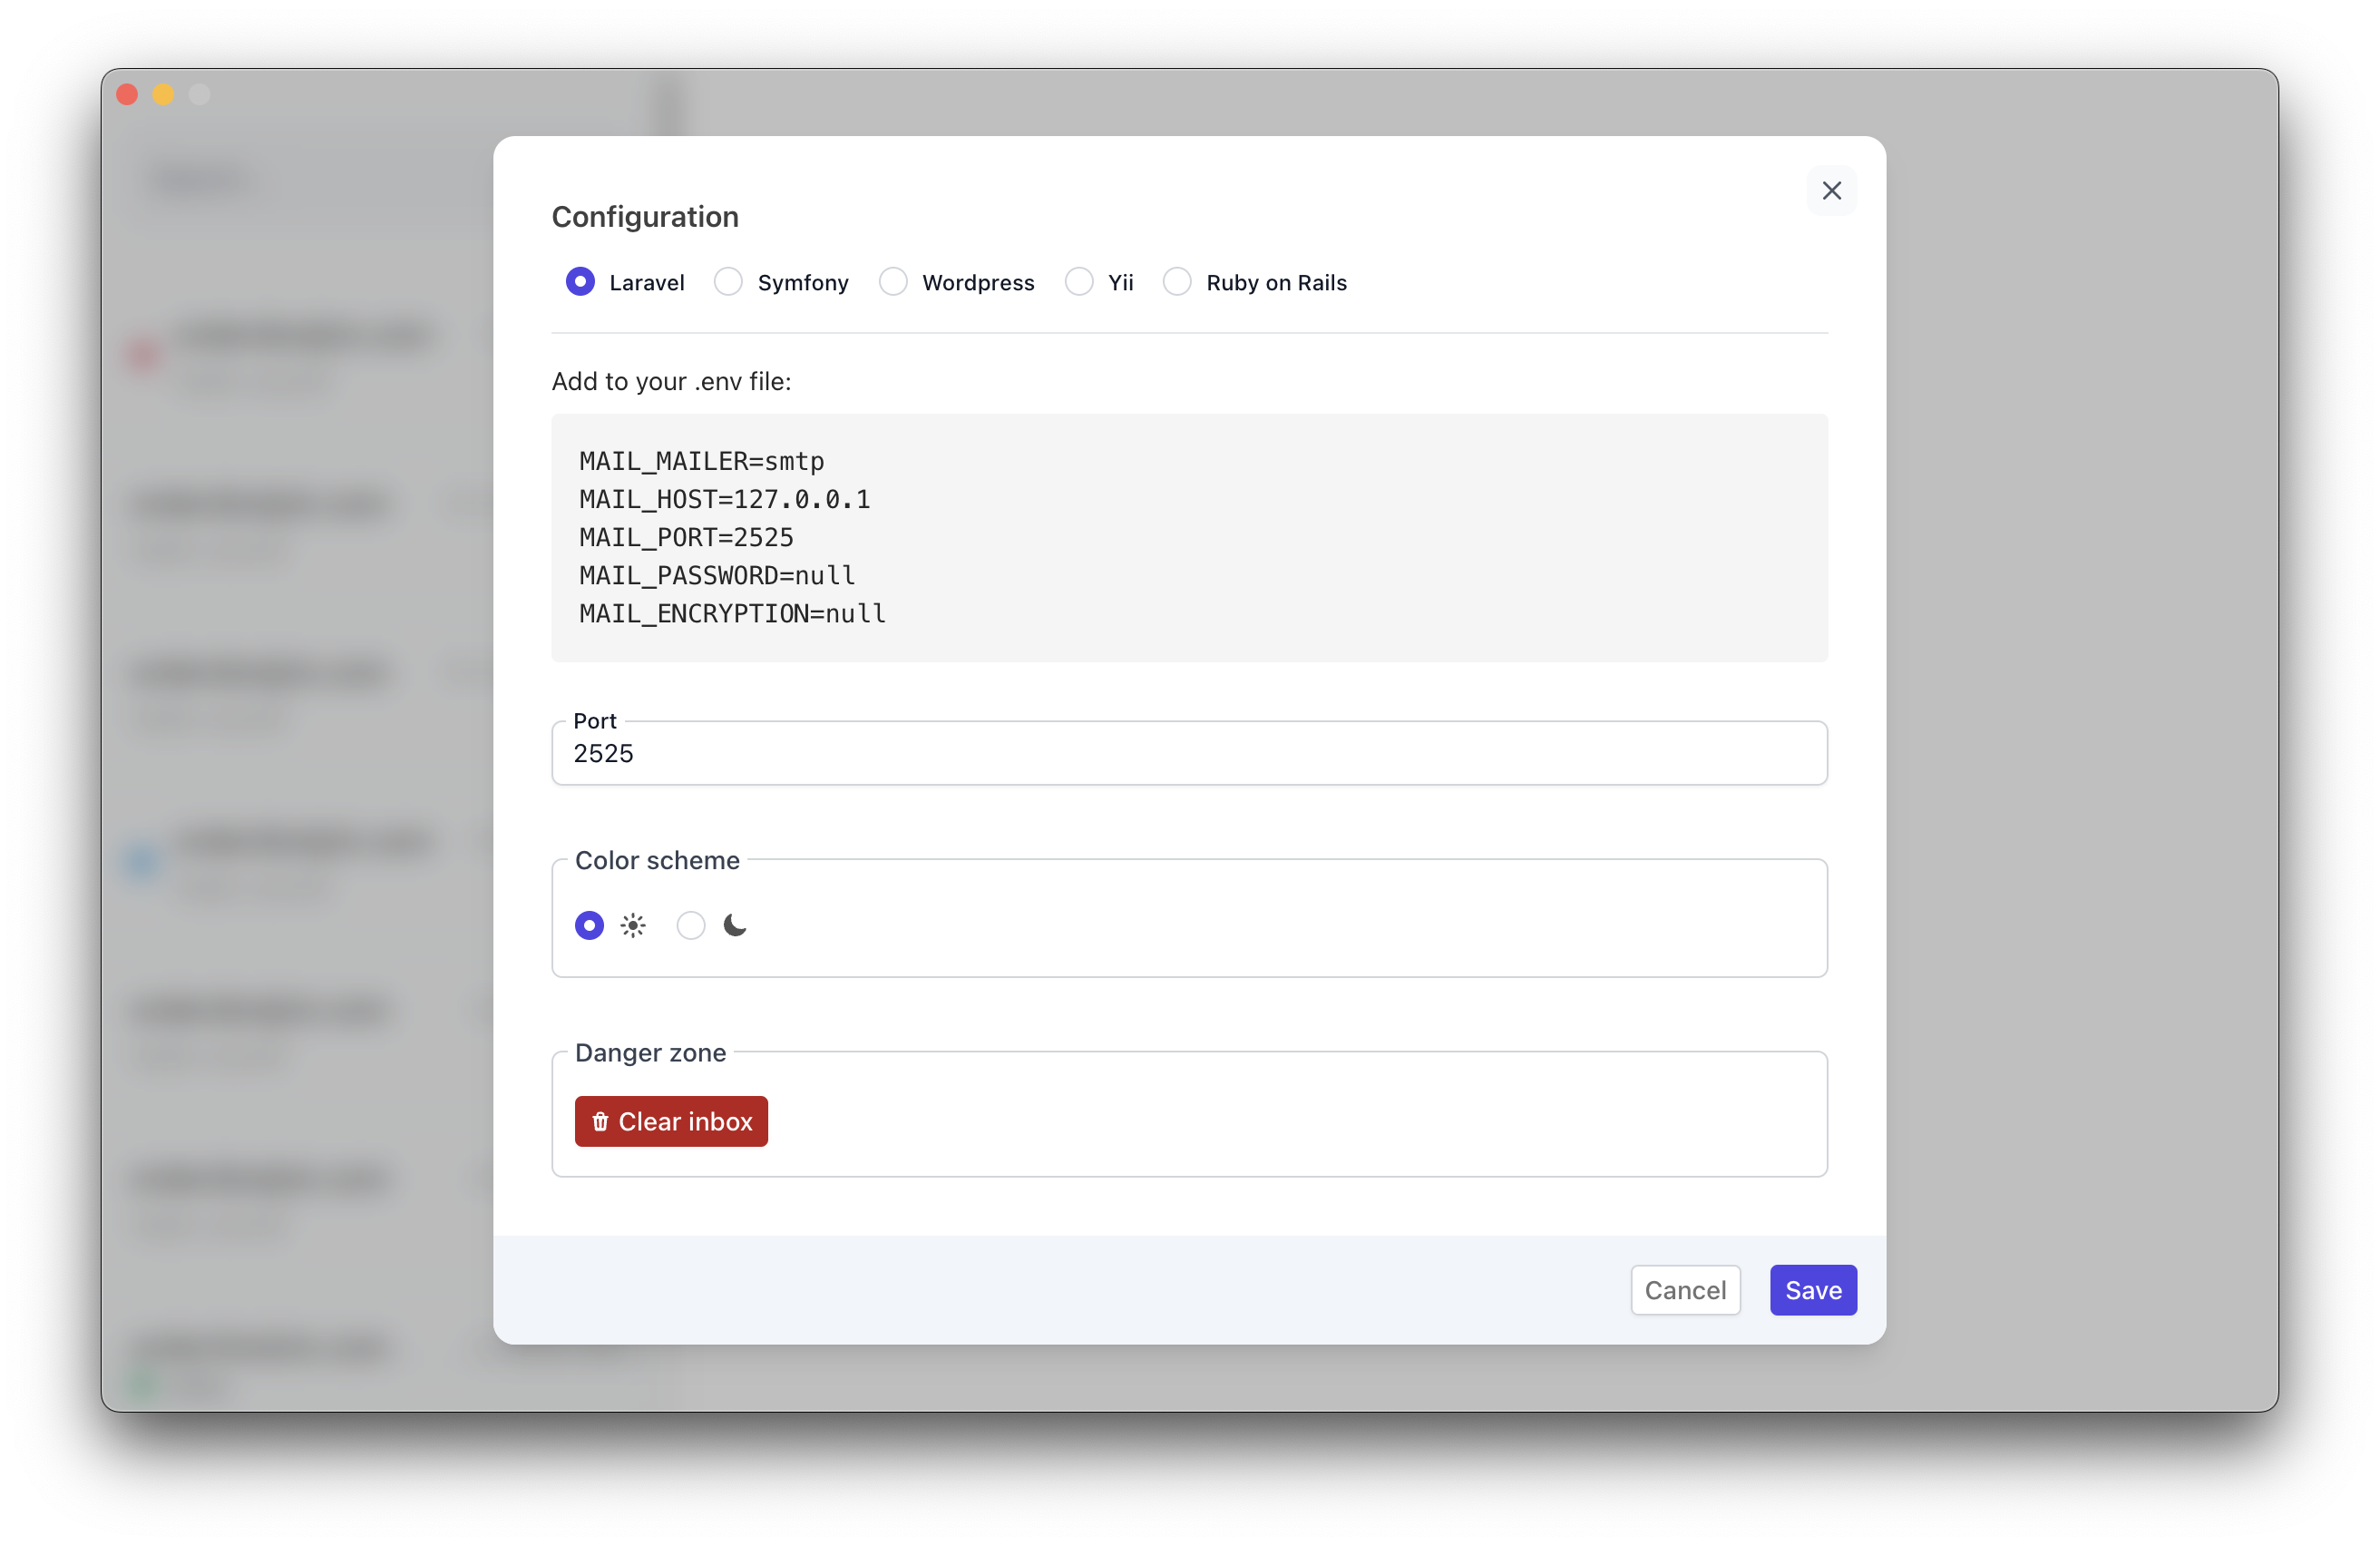 Configuration
Laravel Symfony Wordpress Yii Ruby on Rails
Add to your .env file:
MAIL_MAILER=smtp
MAIL_HOST=127.0.0.1
MAIL_PORT=2525
MAIL_PASSWORD=null
MAIL_ENCRYPTION=null
Port
2525
Color scheme
Danger zone
Clear inbox
Cancel Save